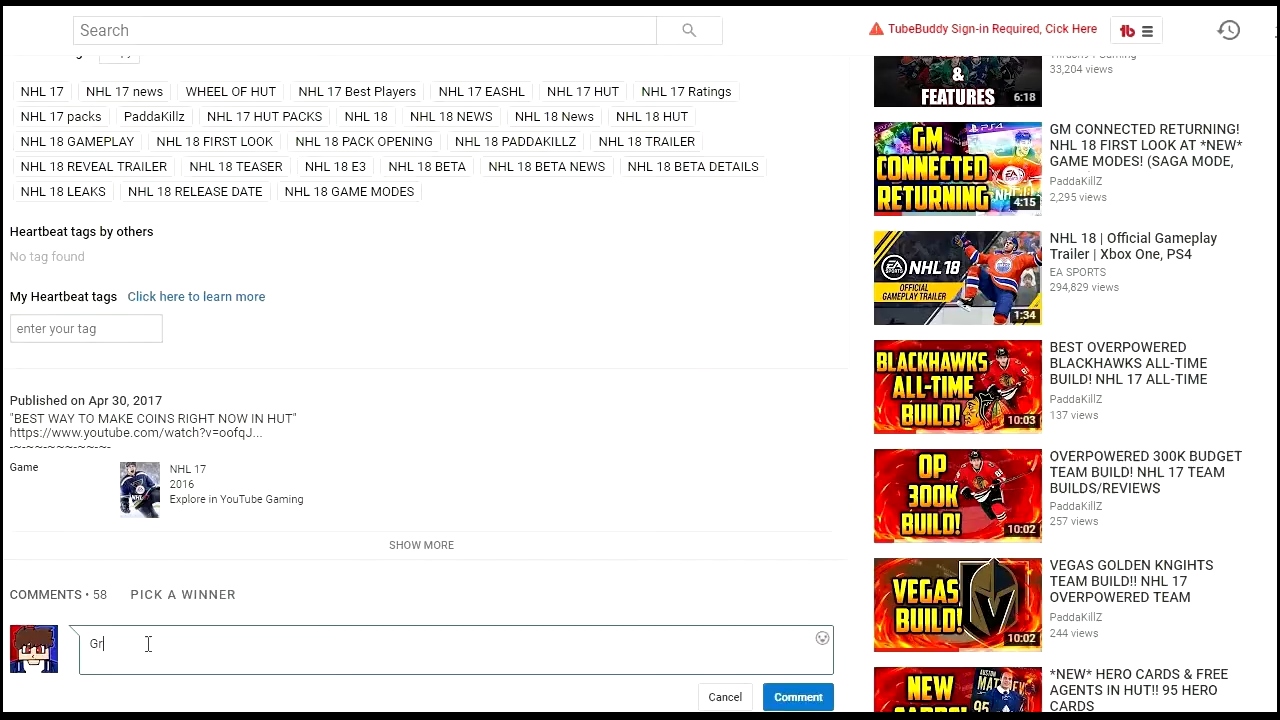 Search
TubeBuddy Sign-in Required, Cick Here
tb
NHL 17 NHL 17 news WHEEL OF HUT NHL 17 Best Players NHL 17 EASHL NHL 17 HUT NHL 17 Ratings
NHL 17 packs PaddaKillz NHL 17 HUT PACKS NHL 18 NHL 18 NEWS NHL 18 News NHL 18 HUT
NHL 18 GAMEPLAY NHL 18 FIRST LOOK NHL 18 PACK OPENING NHL 18 PADDAKILLZ NHL 18 TRAILER
NHL 18 REVEAL TRAILER NHL 18 TEASER NHL 18 E3 NHL 18 BETA NHL 18 BETA NEWS NHL 18 BETA DETAILS
NHL 18 LEAKS NHL 18 RELEASE DATE NHL 18 GAME MODES
Heartbeat tags by others
No tag found
My Heartbeat tags Click here to learn more
enter your tag
Published on Apr 30, 2017
"BEST WAY TO MAKE COINS RIGHT NOW IN HUT"
https://www.youtube.com/watch?v=oofqJ...
Game
NHL 17
2016
Explore in YouTube Gaming
SHOW MORE
COMMENTS • 58 PICK A WINNER
Gr
Cancel Comment
& 
FEATURES
6:18
33,204 views
GM
CONNECTED
RETURNING!
4:15
GM CONNECTED RETURNING!
NHL 18 FIRST LOOK AT *NEW*
GAME MODES! (SAGA MODE,
PaddaKillZ
2,295 views
NHL 18
OFFICIAL
GAMEPLAY TRAILER
1:34
NHL 18 | Official Gameplay
Trailer | Xbox One, PS4
EA SPORTS
294,829 views
BLACKHAWKS
ALL-TIME
BUILD!
10:03
BEST OVERPOWERED
BLACKHAWKS ALL-TIME
BUILD! NHL 17 ALL-TIME
PaddaKillZ
137 views
OP
300K
BUILD!
10:02
OVERPOWERED 300K BUDGET
TEAM BUILD! NHL 17 TEAM
BUILDS/REVIEWS
PaddaKillZ
257 views
VEGAS
BUILD!
10:02
VEGAS GOLDEN KNGIHTS
TEAM BUILD!! NHL 17
OVERPOWERED TEAM
PaddaKillZ
244 views
NEW
95
*NEW* HERO CARDS & FREE
AGENTS IN HUT!! 95 HERO
CARDS